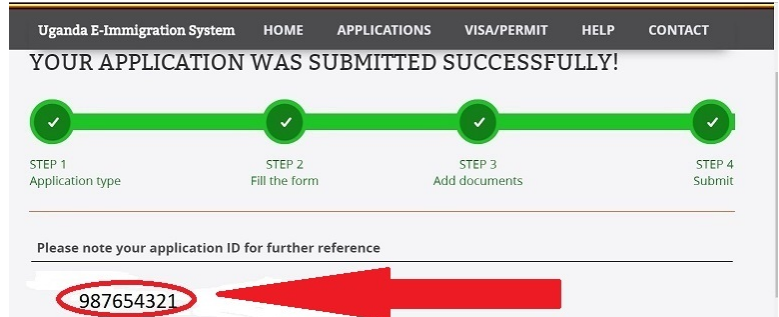 Uganda E-Immigration System HOME APPLICATIONS VISA/PERMIT HELP CONTACT
YOUR APPLICATION WAS SUBMITTED SUCCESSFULLY!
STEP 1 STEP 2 STEP 3 STEP 4
Application type Fill the form Add documents Submit
Please note your application ID for further reference
987654321